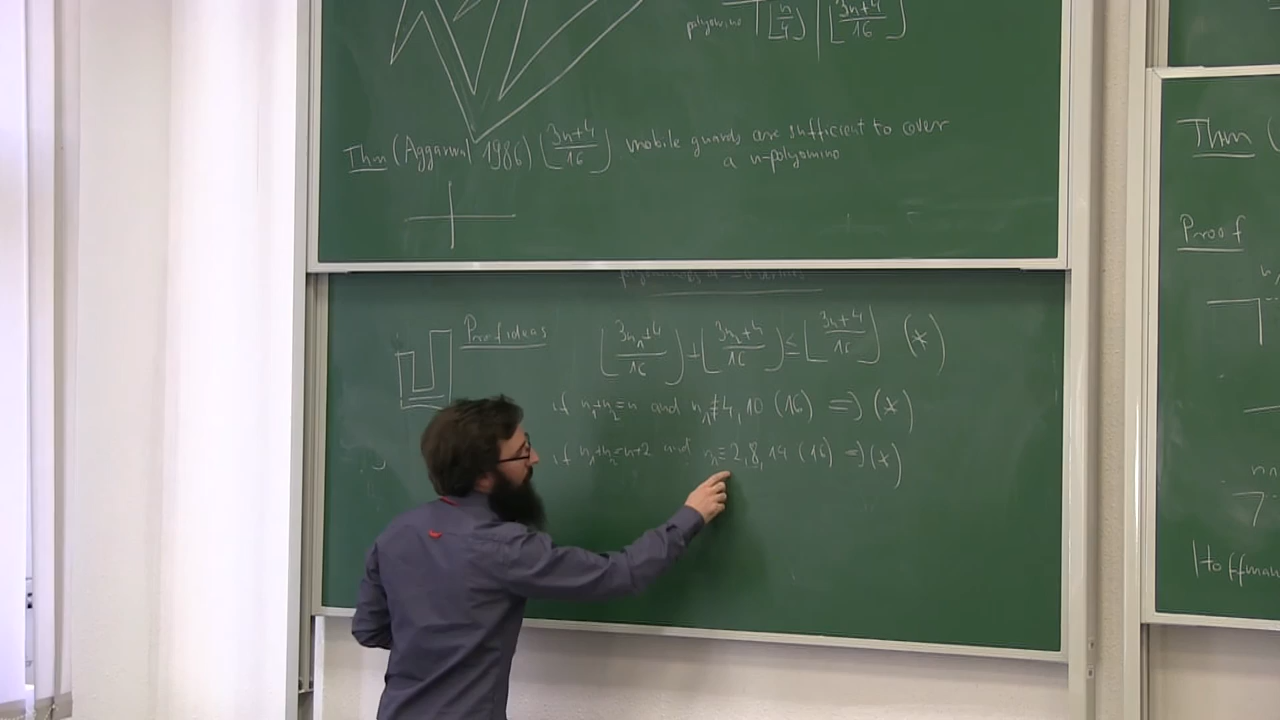 polyomino ⌊n/4⌋ | ⌊(3n+4)/16⌋
Thm (Aggarwal 1986) ⌊(3n+4)/16⌋ mobile guards are sufficient to cover
a n-polyomino
Proof ideas ⌊(3n₁+4)/16⌋ + ⌊(3n₂+4)/16⌋ ≤ ⌊(3n+4)/16⌋ (*)
if n₁+n₂=n and n₁≢4,10 (16) ⇒ (*)
if n₁+n₂=n+2 and n₁≡2,8,14 (16) ⇒ (*)
Thm (
Proof
Hoffman